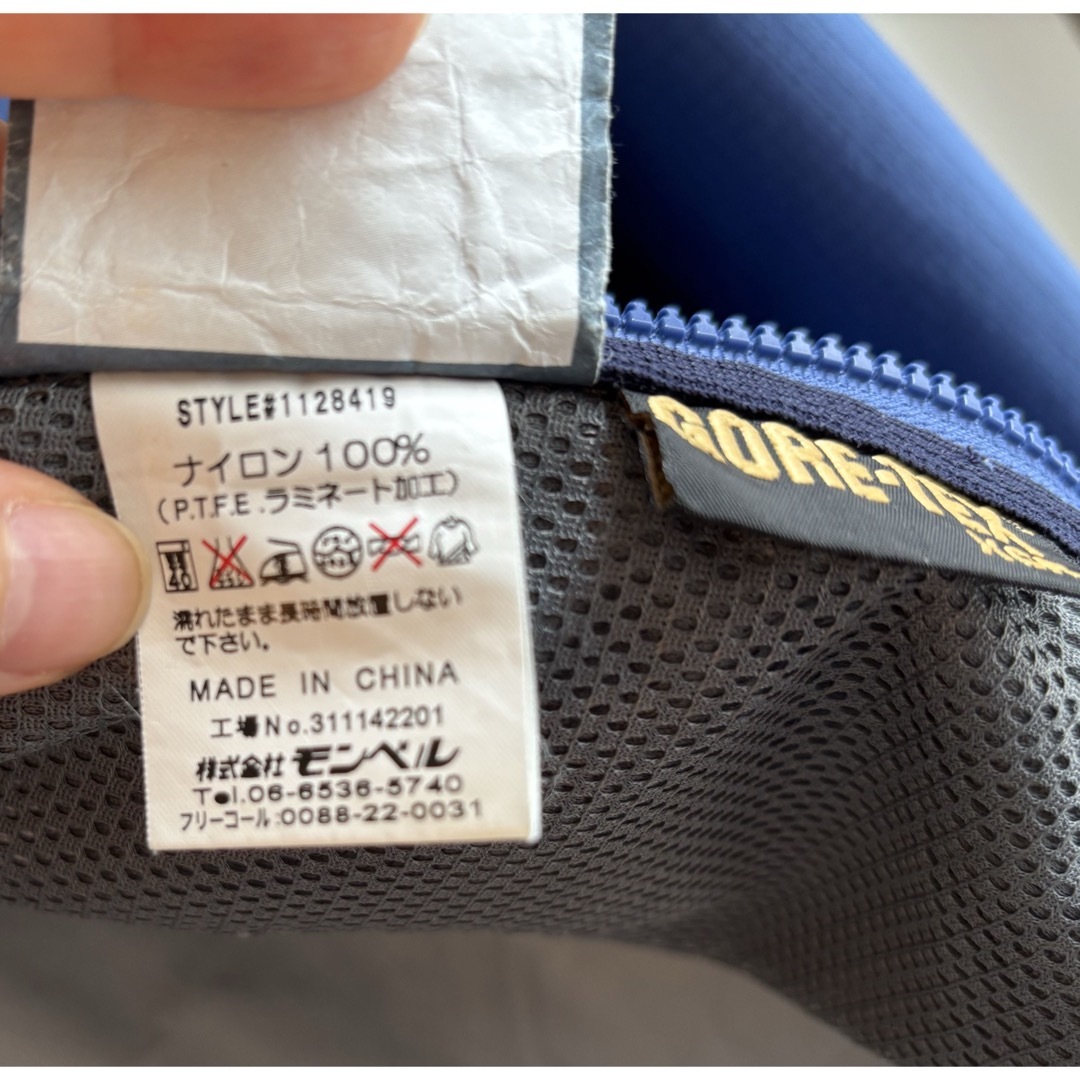 STYLE#1128419
ナイロン100%
(P.T.F.E.ラミネート加工)
40
濡れたまま長時間放置しない
で下さい。
MADE IN CHINA
工場No.311142201
株式会社モンベル
Tel.06-6536-5740
フリーコール:0088-22-0031
GORE-TEX